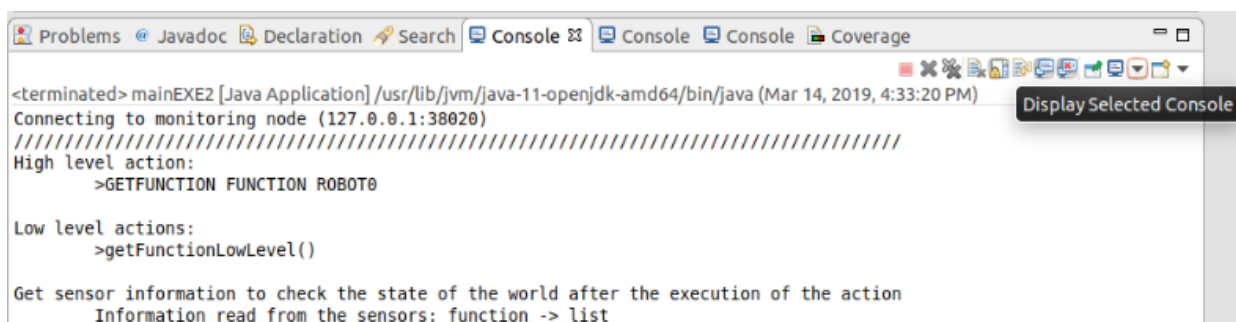 Problems @ Javadoc Declaration Search Console Console Console Coverage
<terminated> mainEXE2 [Java Application] /usr/lib/jvm/java-11-openjdk-amd64/bin/java (Mar 14, 2019, 4:33:20 PM)
Display Selected Console
Connecting to monitoring node (127.0.0.1:38020)
////////////////////////////////////////////////////////////////////////////////////////
High level action:
>GETFUNCTION FUNCTION ROBOT0
Low level actions:
>getFunctionLowLevel()
Get sensor information to check the state of the world after the execution of the action
Information read from the sensors: function -> list